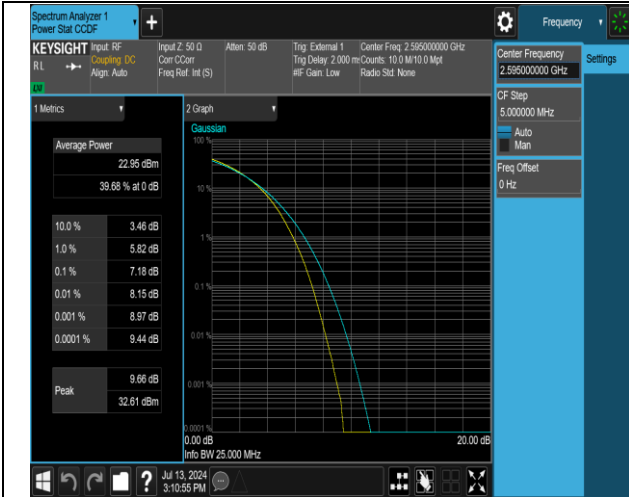 Spectrum Analyzer 1
Power Stat CCDF
Frequency
KEYSIGHT
RL
Input: RF
Coupling: DC
Align: Auto
Input Z: 50 Ω
Corr CCorr
Freq Ref: Int (S)
Atten: 50 dB
Trig: External 1
Trig Delay: 2.000 ms
#IF Gain: Low
Center Freq: 2.595000000 GHz
Counts: 10.0 M/10.0 Mpt
Radio Std: None
Center Frequency
2.595000000 GHz
Settings
CF Step
5.000000 MHz
Auto
Man
Freq Offset
0 Hz
1 Metrics
Average Power
22.95 dBm
39.68 % at 0 dB
10.0 % 3.46 dB
1.0 % 5.82 dB
0.1 % 7.18 dB
0.01 % 8.15 dB
0.001 % 8.97 dB
0.0001 % 9.44 dB
Peak
9.66 dB
32.61 dBm
2 Graph
Gaussian
100 %
10 %
1 %
0.1 %
0.01 %
0.001 %
0.0001 %
0.00 dB
20.00 dB
Info BW 25.000 MHz
Jul 13, 2024
3:10:55 PM